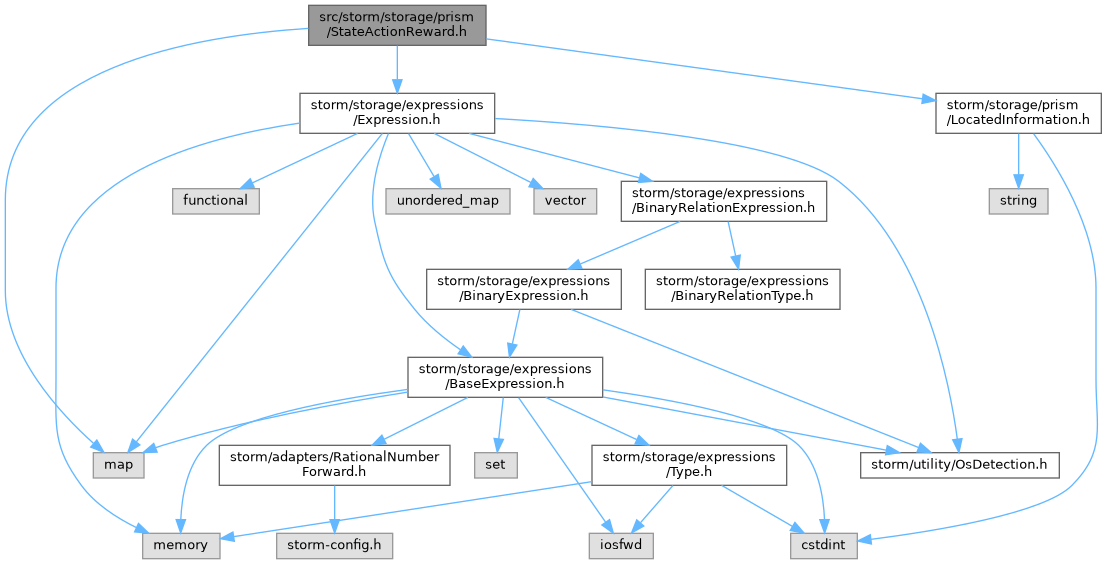 src/storm/storage/prism
/StateActionReward.h
storm/storage/expressions
/Expression.h
storm/storage/prism
/LocatedInformation.h
functional
unordered_map
vector
storm/storage/expressions
/BinaryRelationExpression.h
string
storm/storage/expressions
/BinaryExpression.h
storm/storage/expressions
/BinaryRelationType.h
storm/storage/expressions
/BaseExpression.h
map
storm/adapters/RationalNumber
Forward.h
set
storm/storage/expressions
/Type.h
storm/utility/OsDetection.h
memory
storm-config.h
iosfwd
cstdint